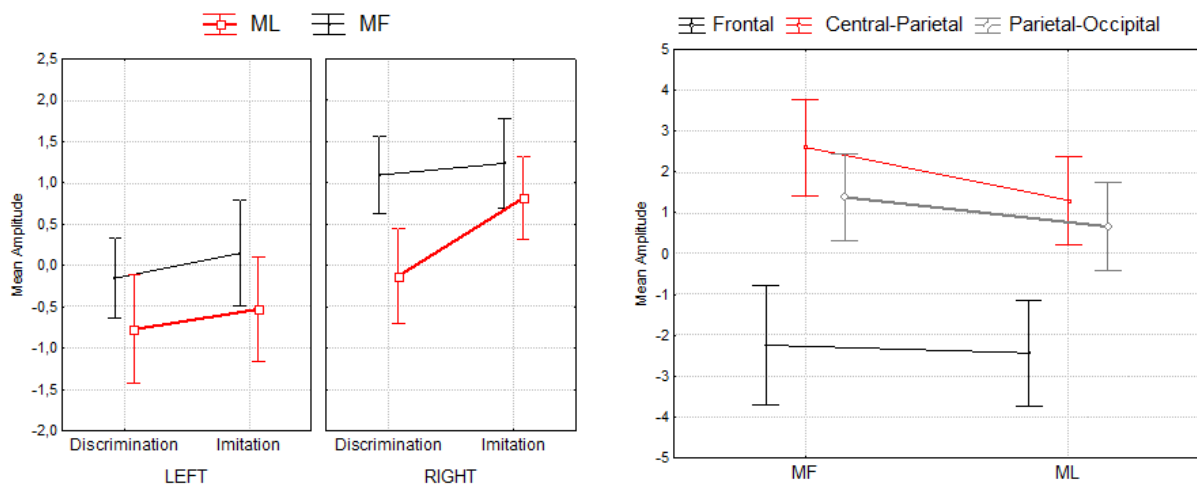 ML MF
2,5
2,0
1,5
1,0
0,5
0,0
-0,5
-1,0
-1,5
-2,0
Mean Amplitude
Discrimination Imitation
LEFT
Discrimination Imitation
RIGHT
Frontal Central-Parietal Parietal-Occipital
5
4
3
2
1
0
-1
-2
-3
-4
-5
Mean Amplitude
MF ML